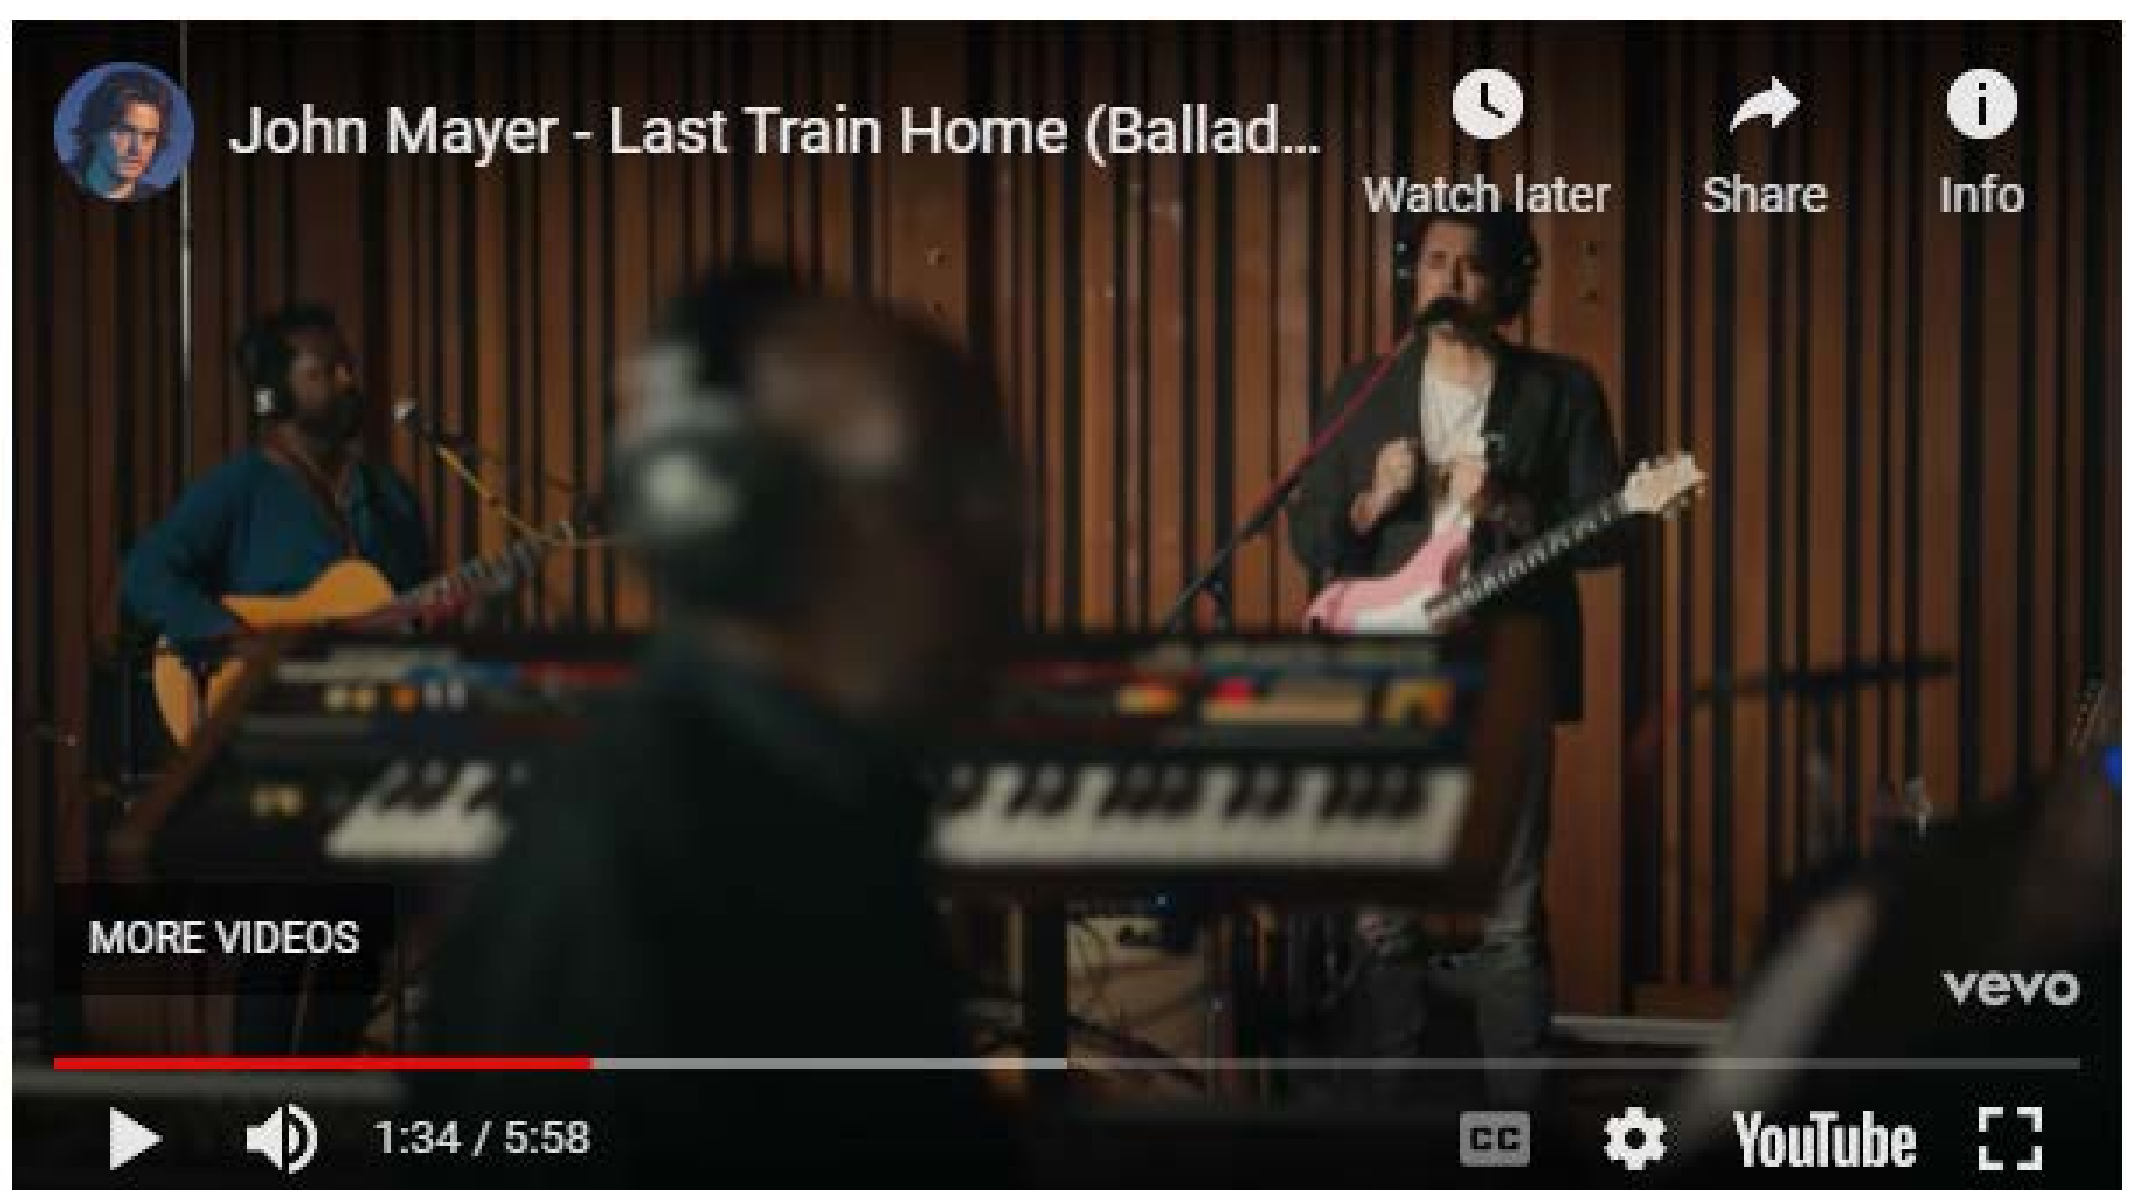 John Mayer - Last Train Home (Ballad...
Watch later
Share
Info
MORE VIDEOS
vevo
1:34 / 5:58
CC
YouTube